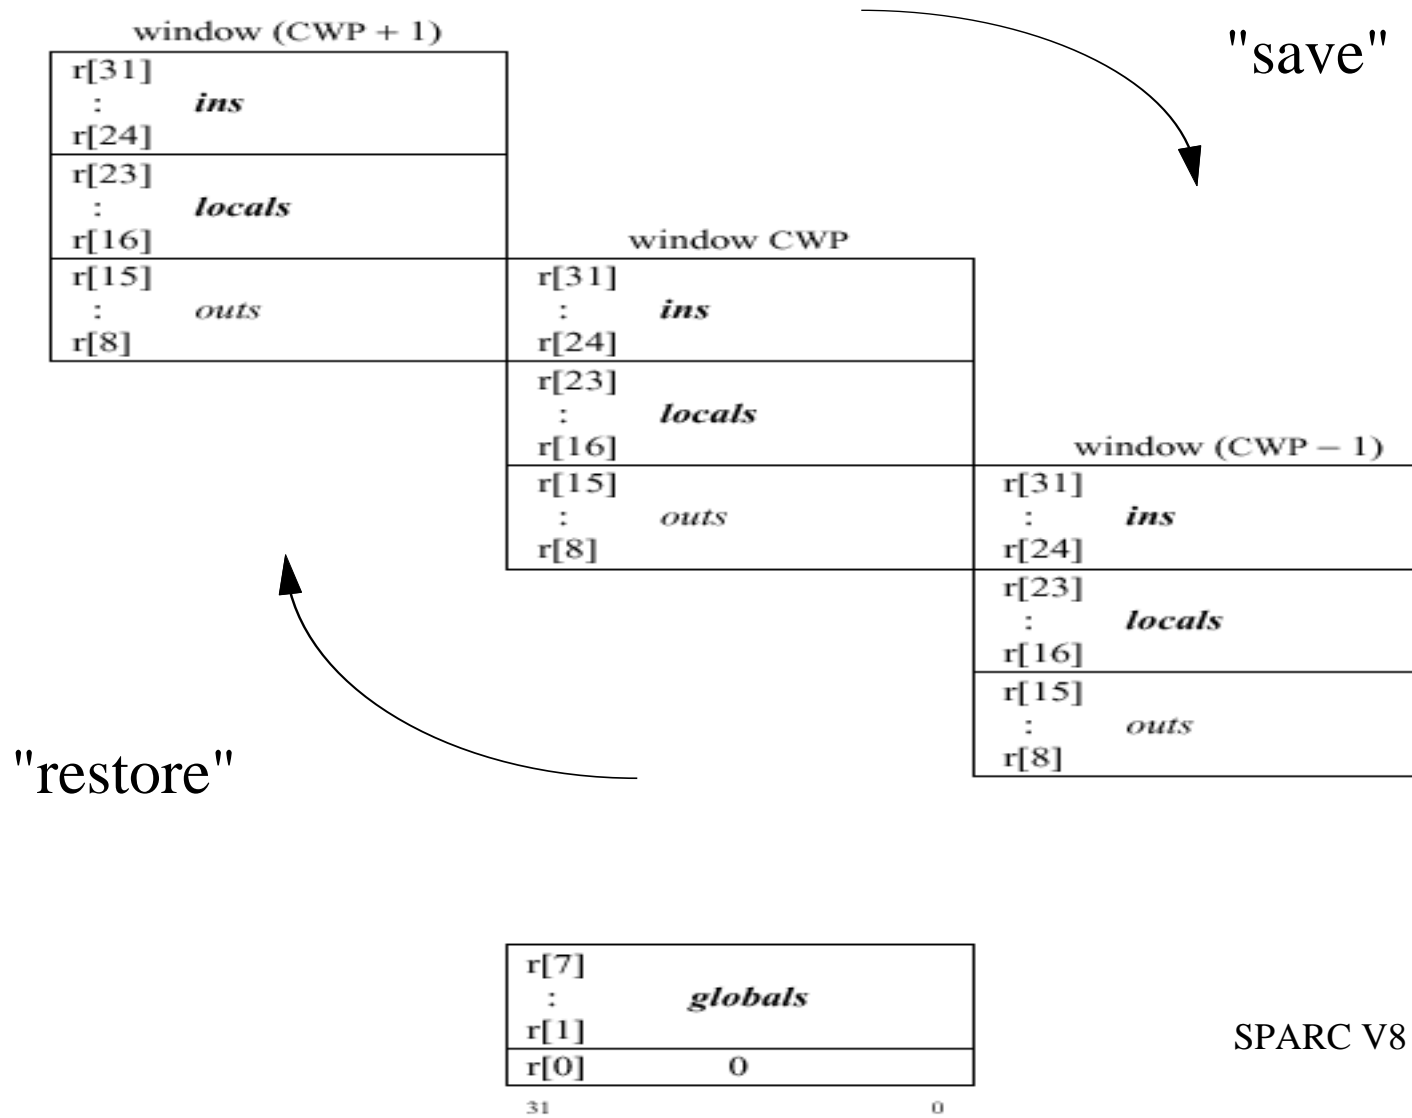 window (CWP + 1)
"save"
r[31]
: ins
r[24]
r[23]
: locals
r[16]
r[15]
: outs
r[8]
window CWP
r[31]
: ins
r[24]
r[23]
: locals
r[16]
r[15]
: outs
r[8]
window (CWP − 1)
r[31]
: ins
r[24]
r[23]
: locals
r[16]
r[15]
: outs
r[8]
"restore"
r[7]
: globals
r[1]
r[0] 0
31 0
SPARC V8